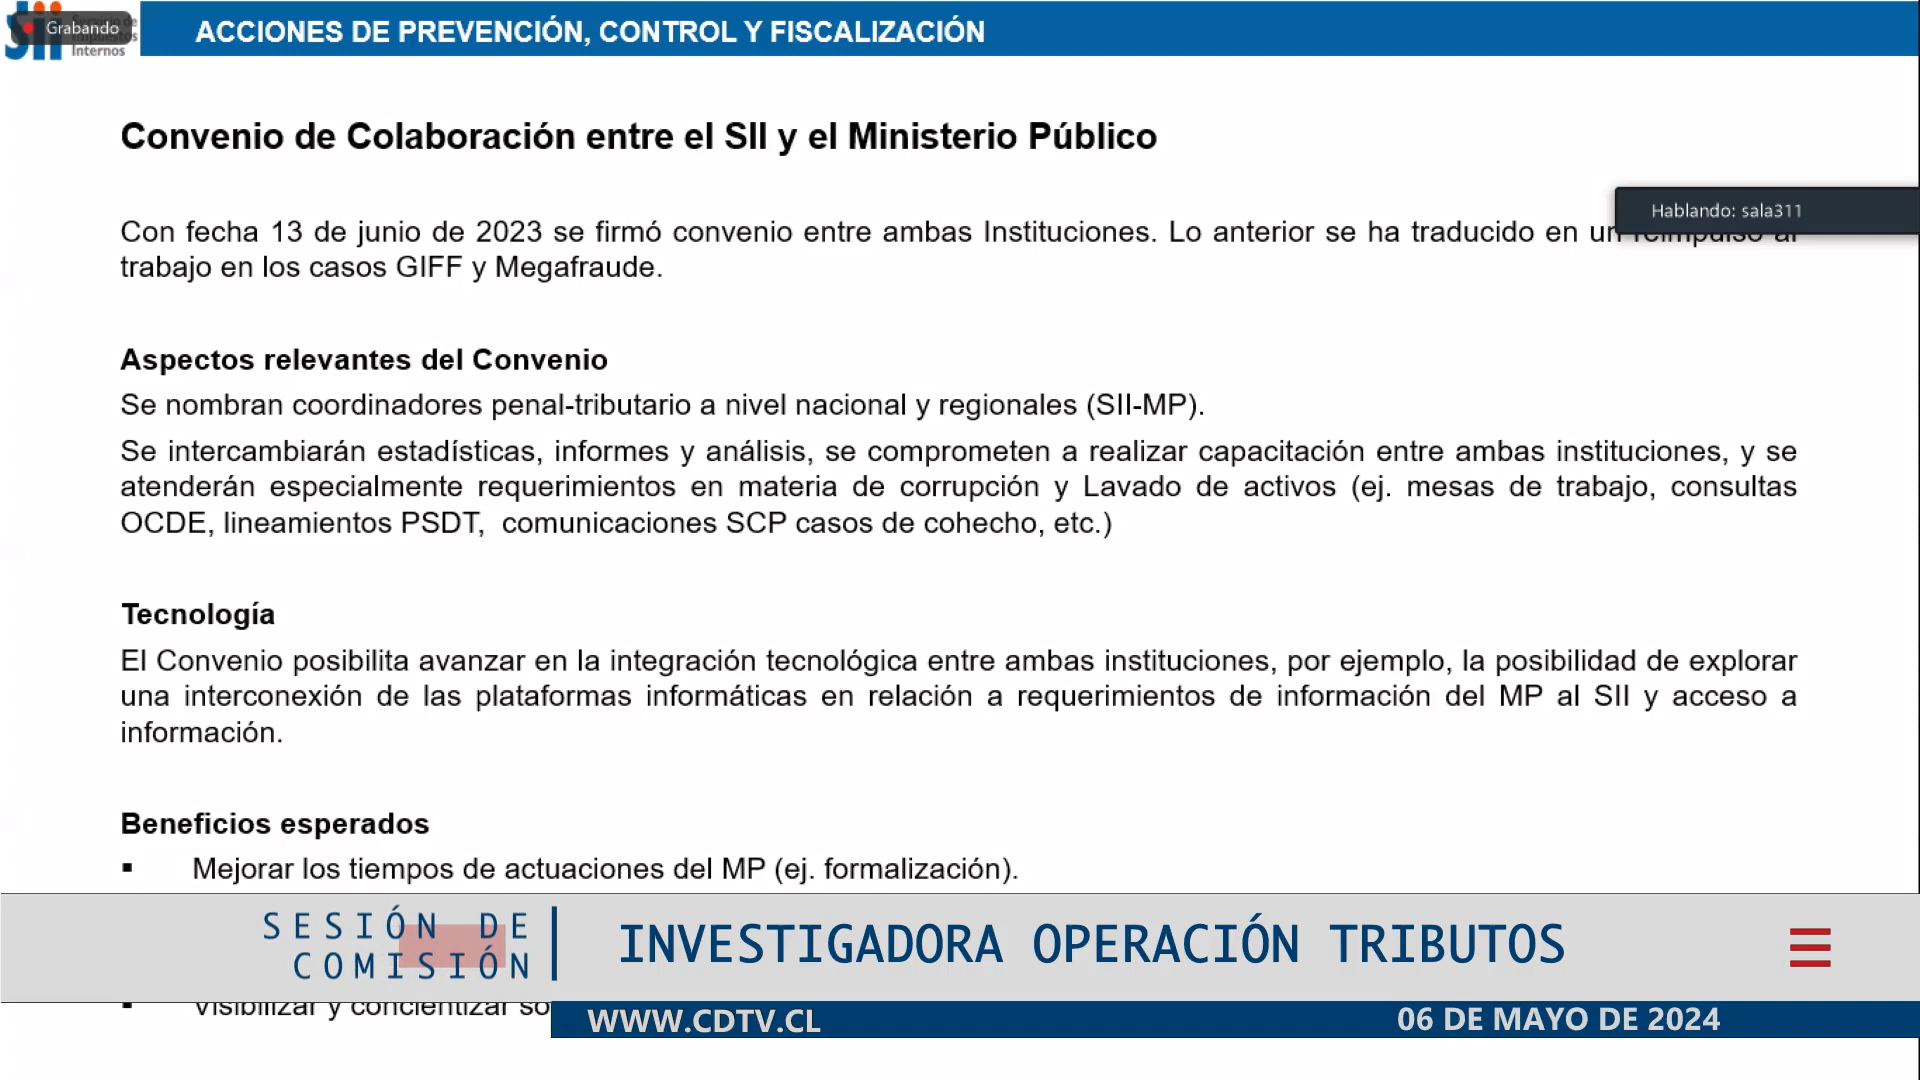 sii
Grabando
Internos
ACCIONES DE PREVENCIÓN, CONTROL Y FISCALIZACIÓN
Convenio de Colaboración entre el SII y el Ministerio Público
Hablando: sala311
Con fecha 13 de junio de 2023 se firmó convenio entre ambas Instituciones. Lo anterior se ha traducido en un reimpulso al
trabajo en los casos GIFF y Megafraude.
Aspectos relevantes del Convenio
Se nombran coordinadores penal-tributario a nivel nacional y regionales (SII-MP).
Se intercambiarán estadísticas, informes y análisis, se comprometen a realizar capacitación entre ambas instituciones, y se
atenderán especialmente requerimientos en materia de corrupción y Lavado de activos (ej. mesas de trabajo, consultas
OCDE, lineamientos PSDT, comunicaciones SCP casos de cohecho, etc.)
Tecnología
El Convenio posibilita avanzar en la integración tecnológica entre ambas instituciones, por ejemplo, la posibilidad de explorar
una interconexión de las plataformas informáticas en relación a requerimientos de información del MP al SII y acceso a
información.
Beneficios esperados
▪ Mejorar los tiempos de actuaciones del MP (ej. formalización).
SESIÓN DE
COMISIÓN
INVESTIGADORA OPERACIÓN TRIBUTOS
▪ Visibilizar y concientizar so
WWW.CDTV.CL
06 DE MAYO DE 2024